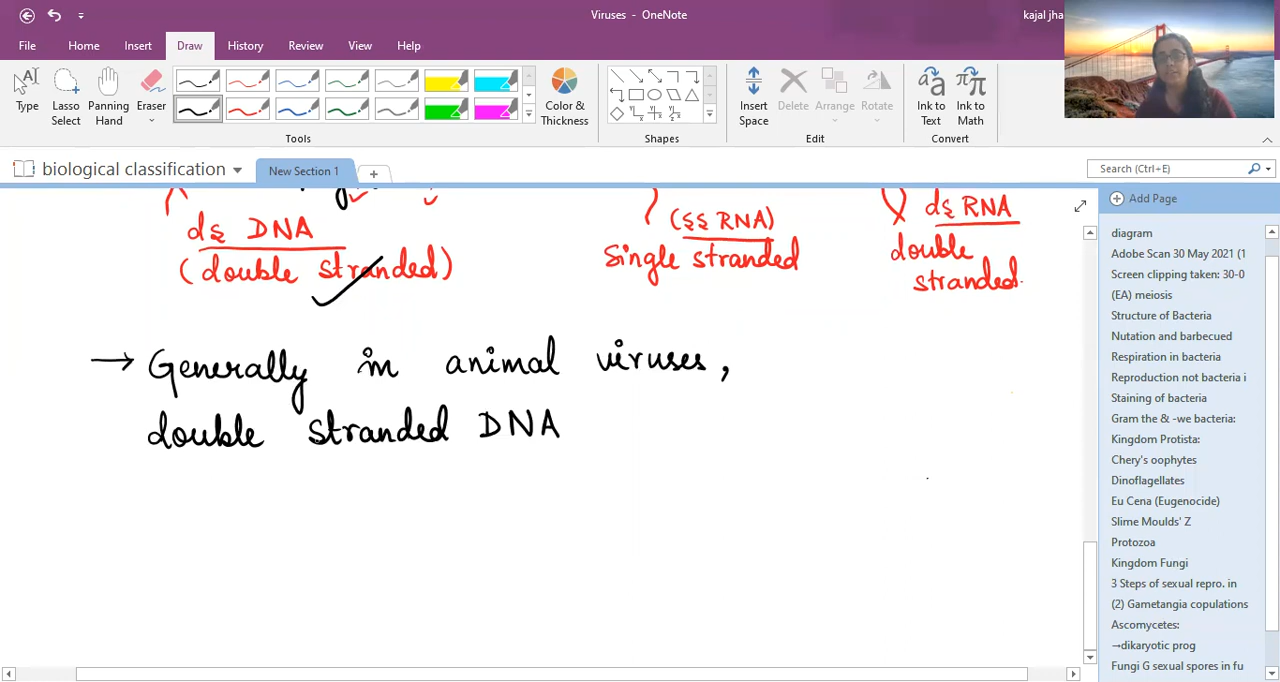 Viruses - OneNote
kajal jha
File Home Insert Draw History Review View Help
Type Lasso Select Panning Hand Eraser
Tools
Color & Thickness
Shapes
Insert Space Delete Arrange Rotate
Edit
Ink to Text Ink to Math
Convert
biological classification New Section 1
Search (Ctrl+E)
ds DNA
(double stranded)
(ss RNA)
single stranded
ds RNA
double
stranded.
→ Generally in animal viruses,
double stranded DNA
Add Page
diagram
Adobe Scan 30 May 2021 (1
Screen clipping taken: 30-0
(EA) meiosis
Structure of Bacteria
Nutation and barbecued
Respiration in bacteria
Reproduction not bacteria i
Staining of bacteria
Gram the & -we bacteria:
Kingdom Protista:
Chery's oophytes
Dinoflagellates
Eu Cena (Eugenocide)
Slime Moulds' Z
Protozoa
Kingdom Fungi
3 Steps of sexual repro. in
(2) Gametangia copulations
Ascomycetes:
→dikaryotic prog
Fungi G sexual spores in fu